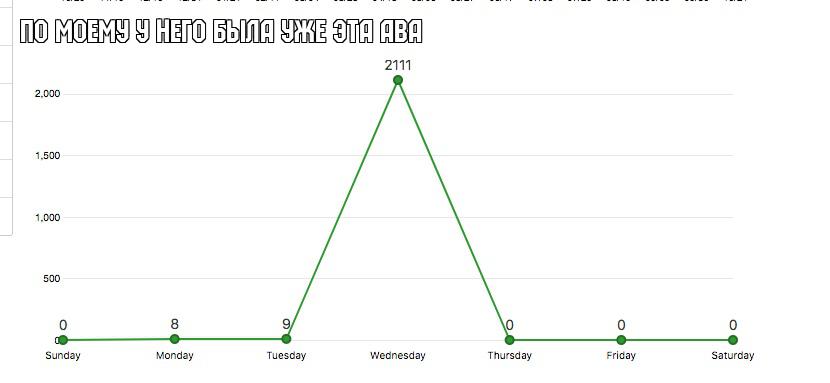 ПО МОЕМУ У НЕГО БЫЛА УЖЕ ЭТА АВА
2111
2,000
1,500
1,000
500
0 8 9 0 0 0
0
Sunday Monday Tuesday Wednesday Thursday Friday Saturday